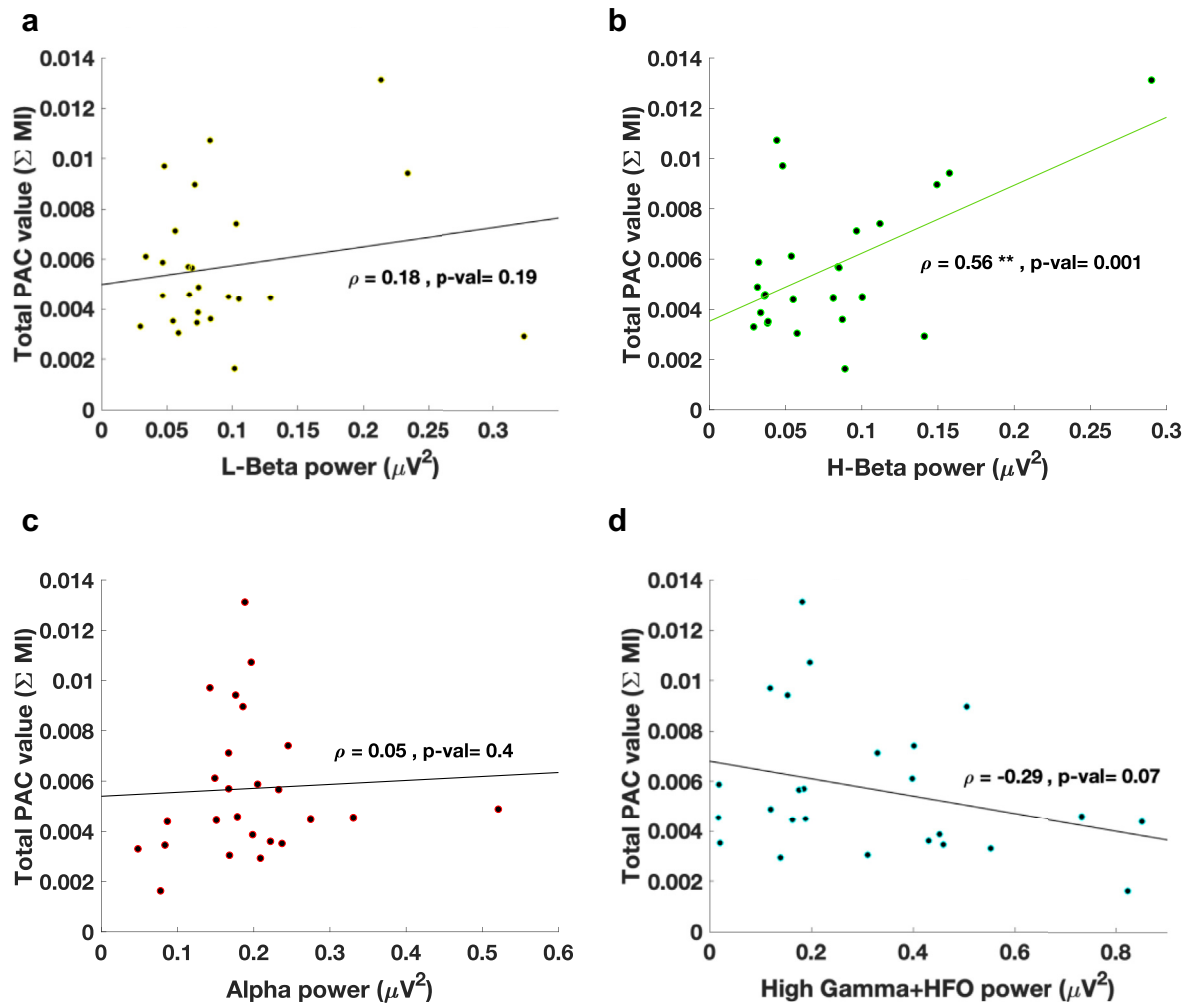 a
0.014
0.012
0.01
0.008
0.006
0.004
0.002
0
Total PAC value (Σ MI)
ρ = 0.18 , p-val= 0.19
0 0.05 0.1 0.15 0.2 0.25 0.3
L-Beta power (μV²)
b
0.014
0.012
0.01
0.008
0.006
0.004
0.002
0
Total PAC value (Σ MI)
ρ = 0.56 ** , p-val= 0.001
0 0.05 0.1 0.15 0.2 0.25 0.3
H-Beta power (μV²)
c
0.014
0.012
0.01
0.008
0.006
0.004
0.002
0
Total PAC value (Σ MI)
ρ = 0.05 , p-val= 0.4
0 0.1 0.2 0.3 0.4 0.5 0.6
Alpha power (μV²)
d
0.014
0.012
0.01
0.008
0.006
0.004
0.002
0
Total PAC value (Σ MI)
ρ = -0.29 , p-val= 0.07
0 0.2 0.4 0.6 0.8
High Gamma+HFO power (μV²)